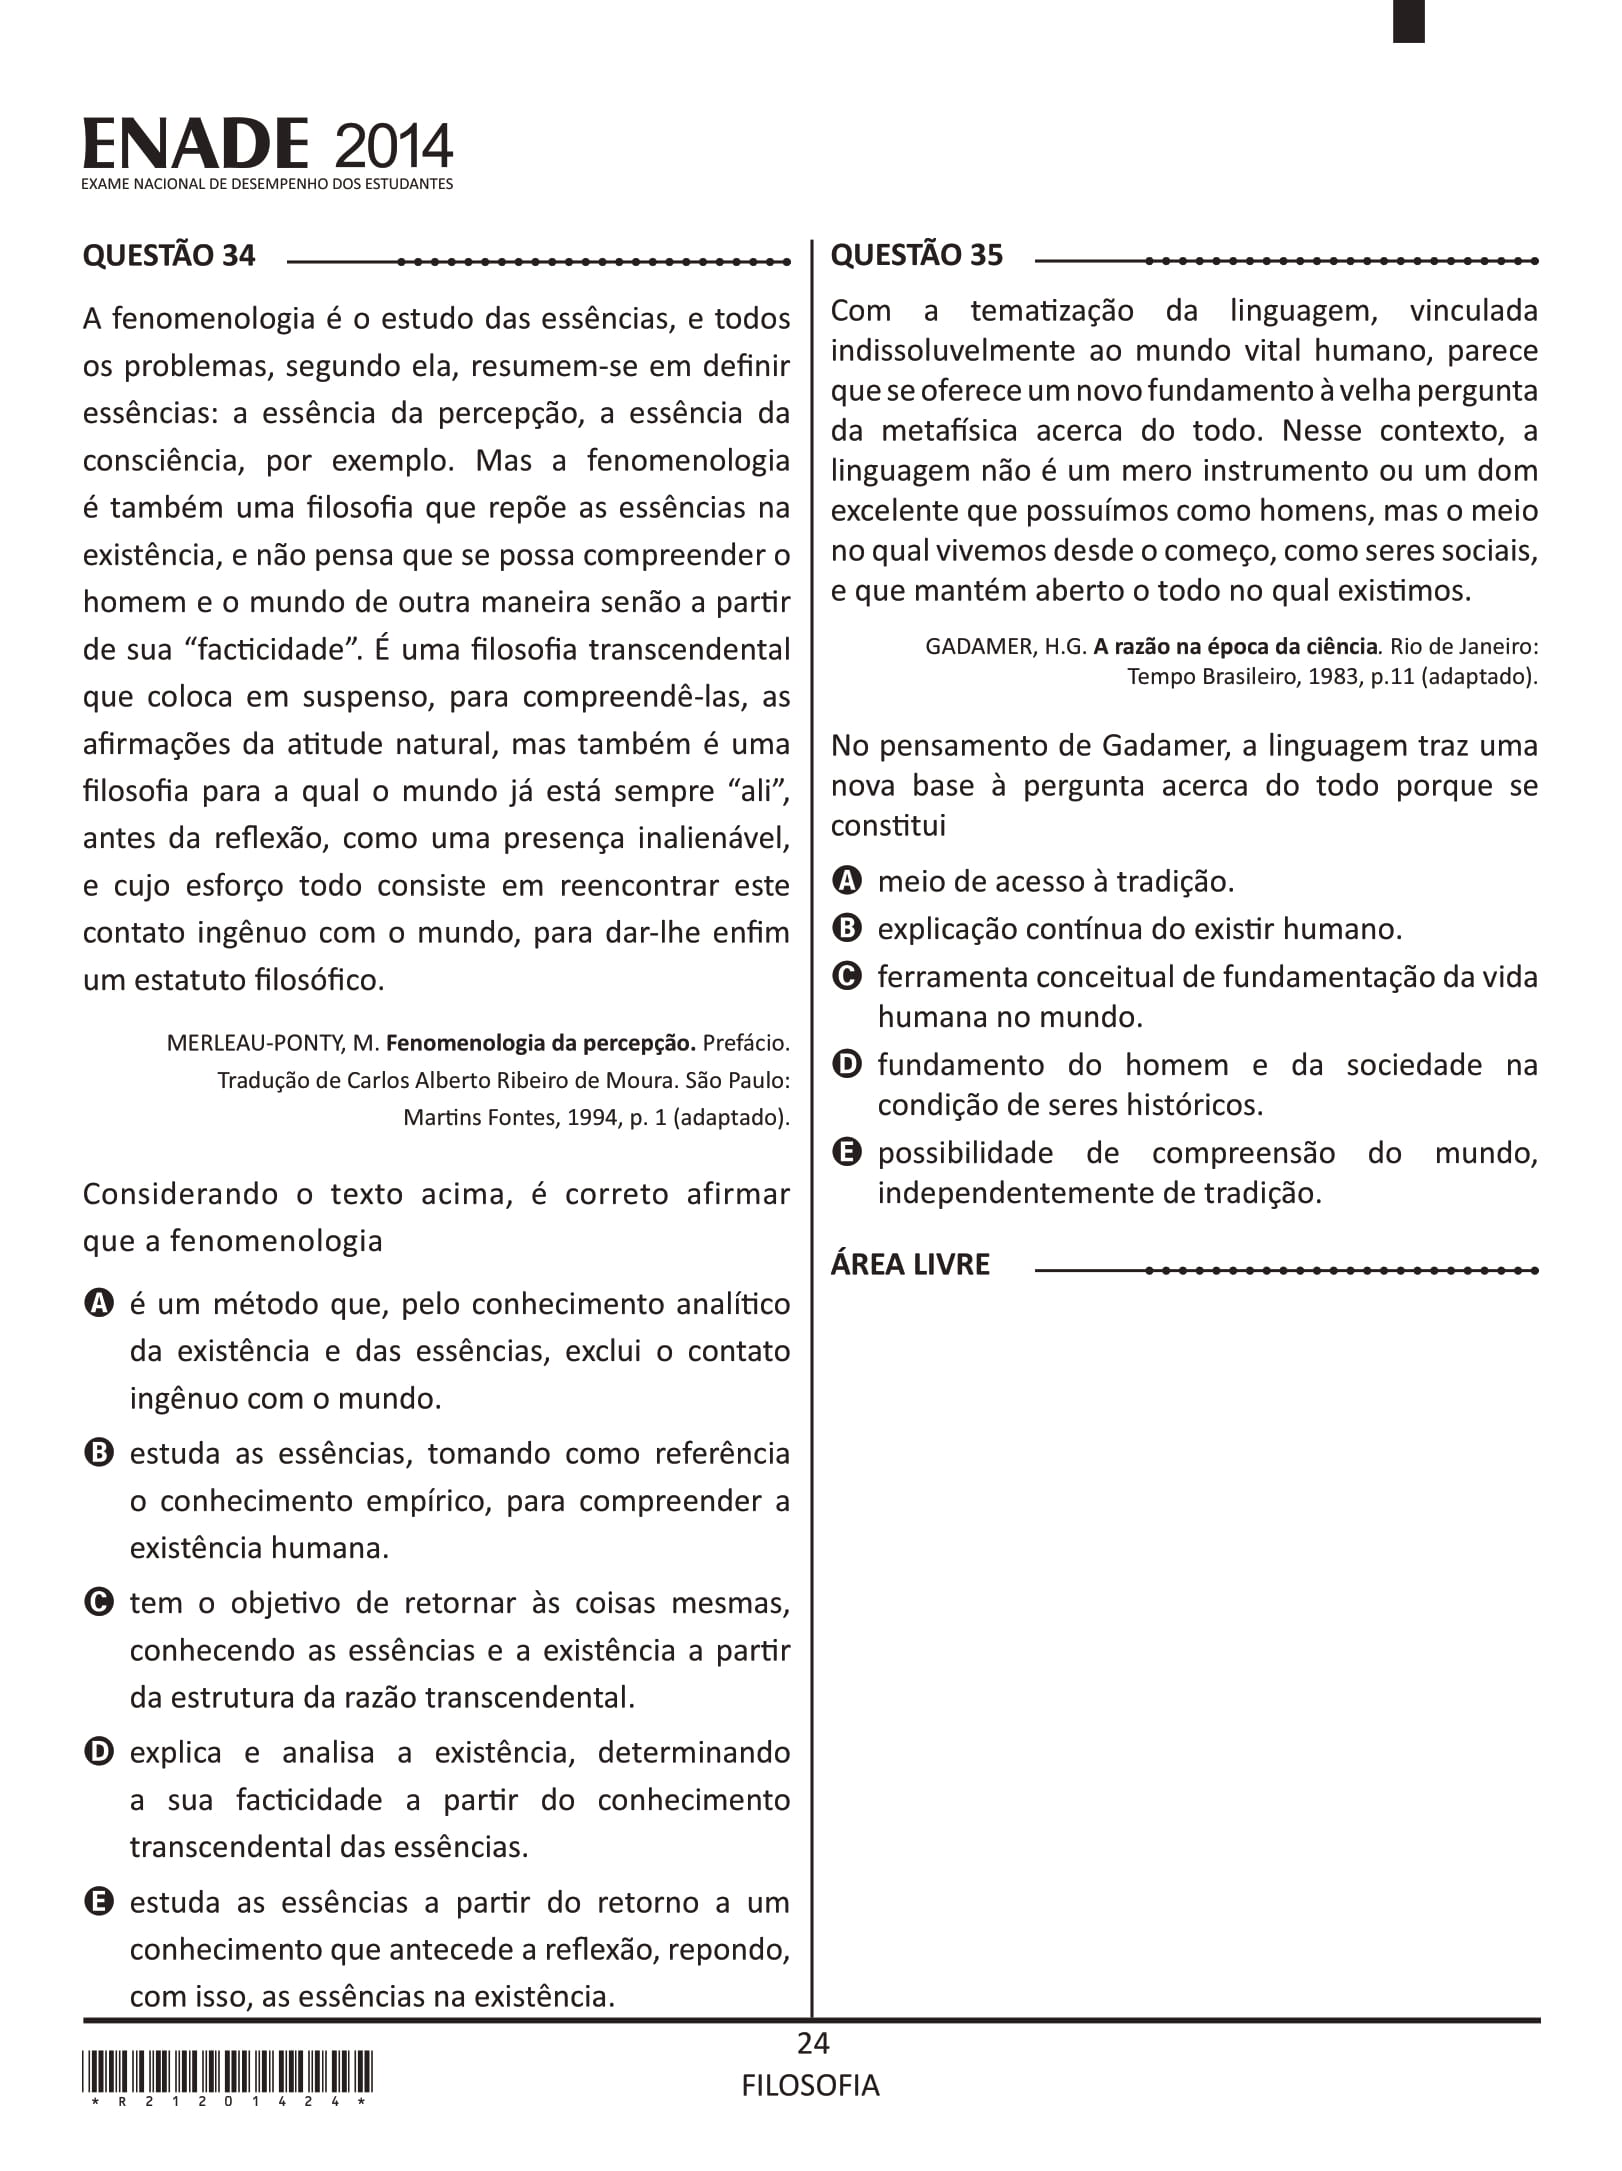 ENADE 2014
EXAME NACIONAL DE DESEMPENHO DOS ESTUDANTES
QUESTÃO 34
A fenomenologia é o estudo das essências, e todos
os problemas, segundo ela, resumem-se em definir
essências: a essência da percepção, a essência da
consciência, por exemplo. Mas a fenomenologia
é também uma filosofia que repõe as essências na
existência, e não pensa que se possa compreender o
homem e o mundo de outra maneira senão a partir
de sua “facticidade”. É uma filosofia transcendental
que coloca em suspenso, para compreendê-las, as
afirmações da atitude natural, mas também é uma
filosofia para a qual o mundo já está sempre “ali”,
antes da reflexão, como uma presença inalienável,
e cujo esforço todo consiste em reencontrar este
contato ingênuo com o mundo, para dar-lhe enfim
um estatuto filosófico.
MERLEAU-PONTY, M. Fenomenologia da percepção. Prefácio.
Tradução de Carlos Alberto Ribeiro de Moura. São Paulo:
Martins Fontes, 1994, p. 1 (adaptado).
Considerando o texto acima, é correto afirmar
que a fenomenologia
A é um método que, pelo conhecimento analítico
da existência e das essências, exclui o contato
ingênuo com o mundo.
B estuda as essências, tomando como referência
o conhecimento empírico, para compreender a
existência humana.
C tem o objetivo de retornar às coisas mesmas,
conhecendo as essências e a existência a partir
da estrutura da razão transcendental.
D explica e analisa a existência, determinando
a sua facticidade a partir do conhecimento
transcendental das essências.
E estuda as essências a partir do retorno a um
conhecimento que antecede a reflexão, repondo,
com isso, as essências na existência.
QUESTÃO 35
Com a tematização da linguagem, vinculada
indissoluvelmente ao mundo vital humano, parece
que se oferece um novo fundamento à velha pergunta
da metafísica acerca do todo. Nesse contexto, a
linguagem não é um mero instrumento ou um dom
excelente que possuímos como homens, mas o meio
no qual vivemos desde o começo, como seres sociais,
e que mantém aberto o todo no qual existimos.
GADAMER, H.G. A razão na época da ciência. Rio de Janeiro:
Tempo Brasileiro, 1983, p.11 (adaptado).
No pensamento de Gadamer, a linguagem traz uma
nova base à pergunta acerca do todo porque se
constitui
A meio de acesso à tradição.
B explicação contínua do existir humano.
C ferramenta conceitual de fundamentação da vida
humana no mundo.
D fundamento do homem e da sociedade na
condição de seres históricos.
E possibilidade de compreensão do mundo,
independentemente de tradição.
ÁREA LIVRE
24
FILOSOFIA
*R21201424*